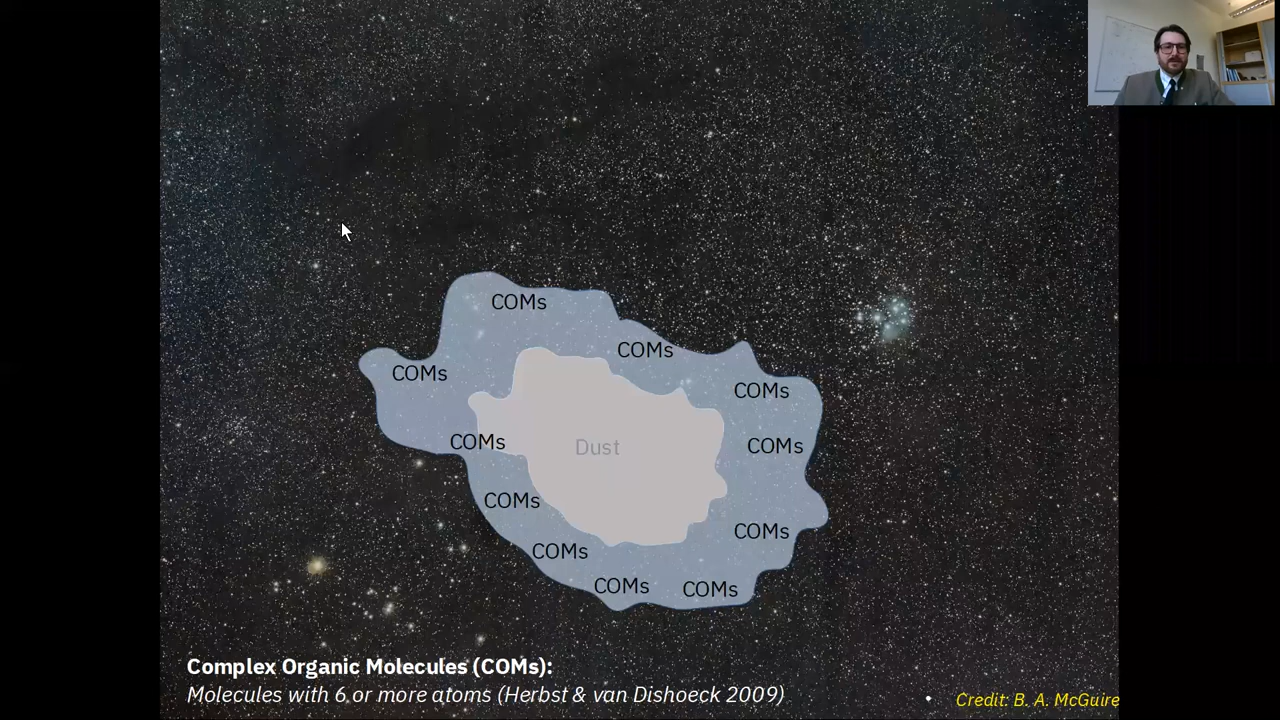 COMs
COMs
COMs
COMs
COMs
COMs
Dust
COMs
COMs
COMs
COMs
COMs
Complex Organic Molecules (COMs):
Molecules with 6 or more atoms (Herbst & van Dishoeck 2009)
• Credit: B. A. McGuire